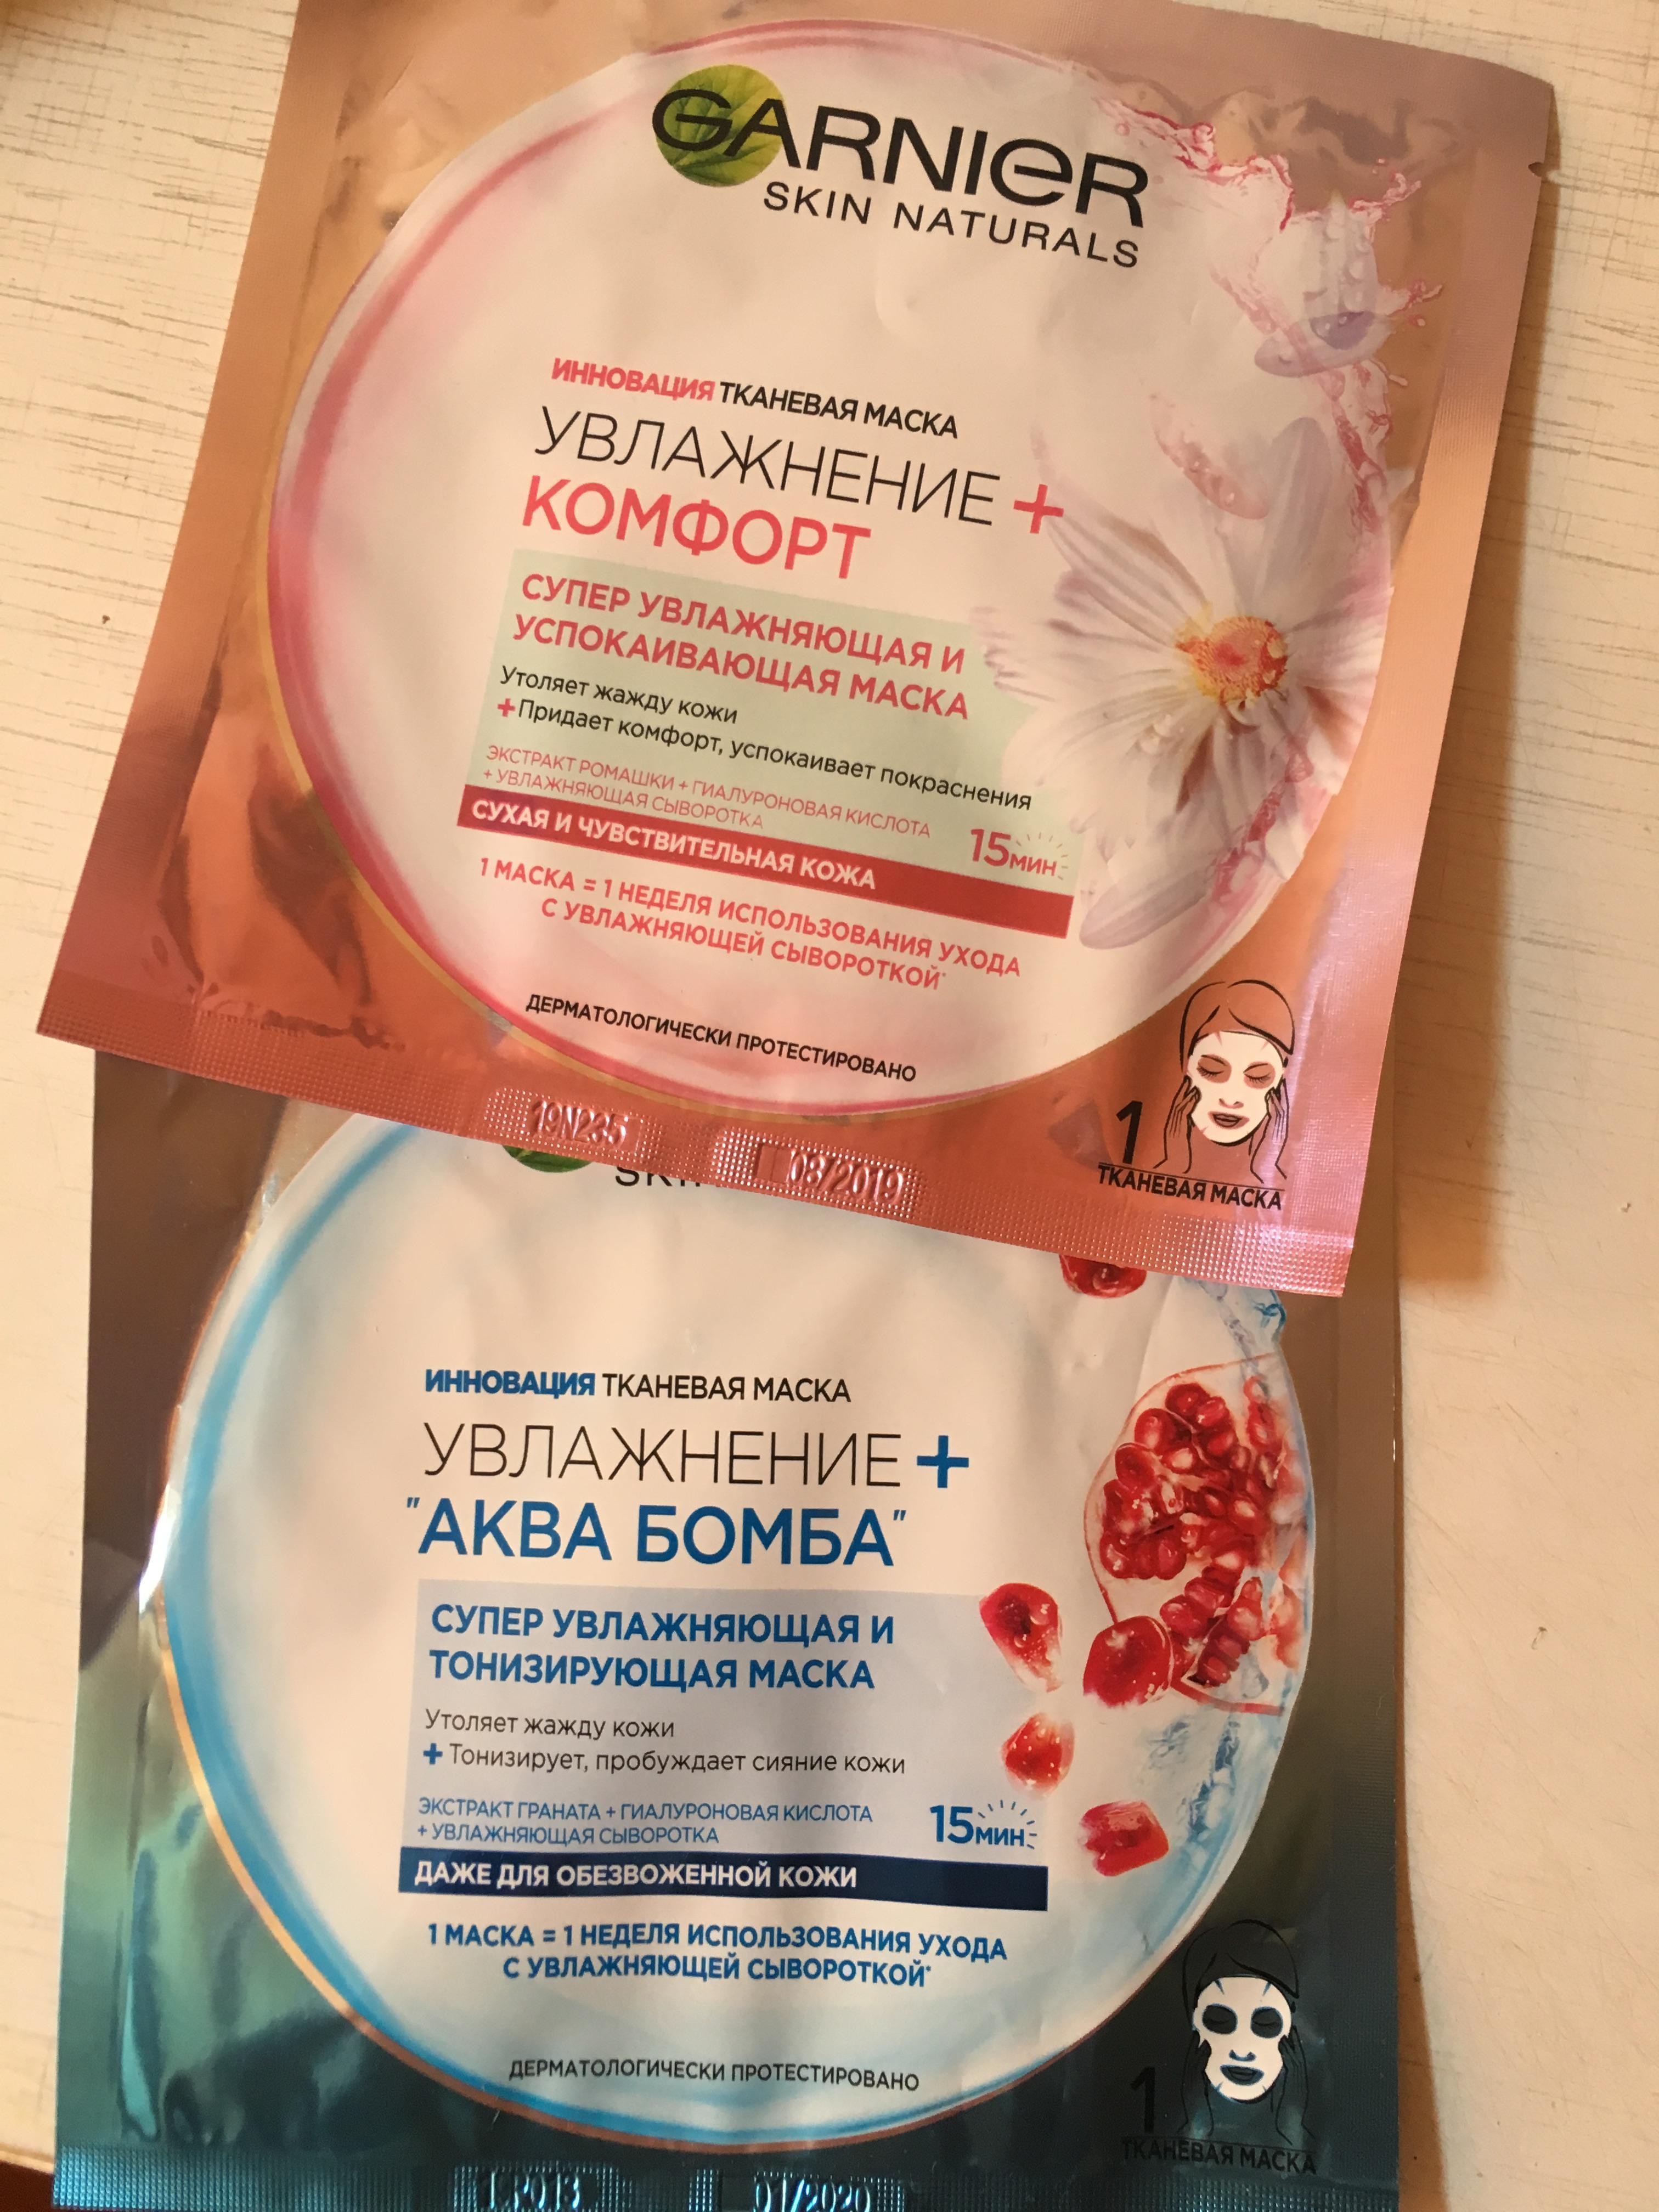 GARNIER
SKIN NATURALS
ИННОВАЦИЯ ТКАНЕВАЯ МАСКА
УВЛАЖНЕНИЕ +
КОМФОРТ
СУПЕР УВЛАЖНЯЮЩАЯ И
УСПОКАИВАЮЩАЯ МАСКА
Утоляет жажду кожи
+Придает комфорт, успокаивает покраснения
ЭКСТРАКТ РОМАШКИ + ГИАЛУРОНОВАЯ КИСЛОТА
+ УВЛАЖНЯЮЩАЯ СЫВОРОТКА
15мин
СУХАЯ И ЧУВСТВИТЕЛЬНАЯ КОЖА
1 МАСКА = 1 НЕДЕЛЯ ИСПОЛЬЗОВАНИЯ УХОДА
С УВЛАЖНЯЮЩЕЙ СЫВОРОТКОЙ*
ДЕРМАТОЛОГИЧЕСКИ ПРОТЕСТИРОВАНО
1
ТКАНЕВАЯ МАСКА
19N235
08/2019
ИННОВАЦИЯ ТКАНЕВАЯ МАСКА
УВЛАЖНЕНИЕ +
"АКВА БОМБА"
СУПЕР УВЛАЖНЯЮЩАЯ И
ТОНИЗИРУЮЩАЯ МАСКА
Утоляет жажду кожи
+ Тонизирует, пробуждает сияние кожи
ЭКСТРАКТ ГРАНАТА + ГИАЛУРОНОВАЯ КИСЛОТА
+ УВЛАЖНЯЮЩАЯ СЫВОРОТКА
15мин
ДАЖЕ ДЛЯ ОБЕЗВОЖЕННОЙ КОЖИ
1 МАСКА = 1 НЕДЕЛЯ ИСПОЛЬЗОВАНИЯ УХОДА
С УВЛАЖНЯЮЩЕЙ СЫВОРОТКОЙ*
ДЕРМАТОЛОГИЧЕСКИ ПРОТЕСТИРОВАНО
1
ТКАНЕВАЯ МАСКА
01/2020